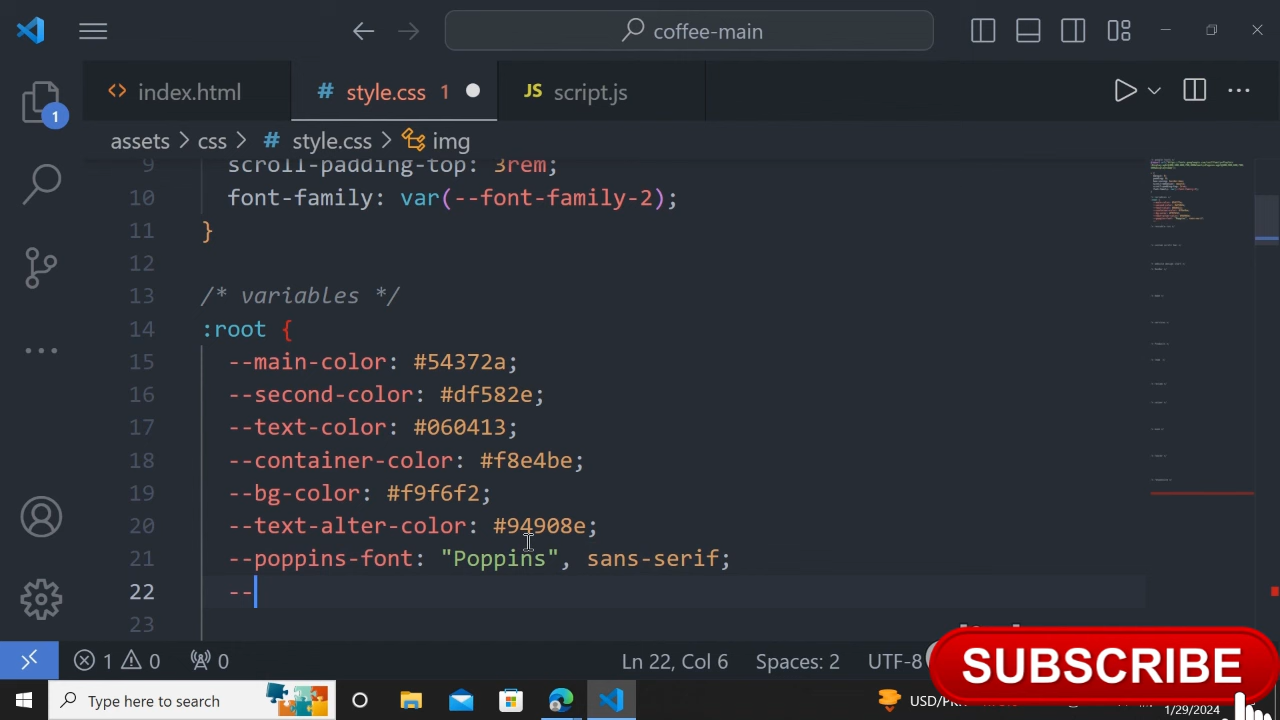 coffee-main
index.html
# style.css 1
JS script.js
1
assets > css > # style.css > img
9 scroll-padding-top: 3rem;
10 font-family: var(--font-family-2);
11 }
12
13 /* variables */
14 :root {
15 --main-color: #54372a;
16 --second-color: #df582e;
17 --text-color: #060413;
18 --container-color: #f8e4be;
19 --bg-color: #f9f6f2;
20 --text-alter-color: #94908e;
21 --poppins-font: "Poppins", sans-serif;
22 --
23
1 0 0 Ln 22, Col 6 Spaces: 2 UTF-8
SUBSCRIBE
Type here to search
1/29/2024